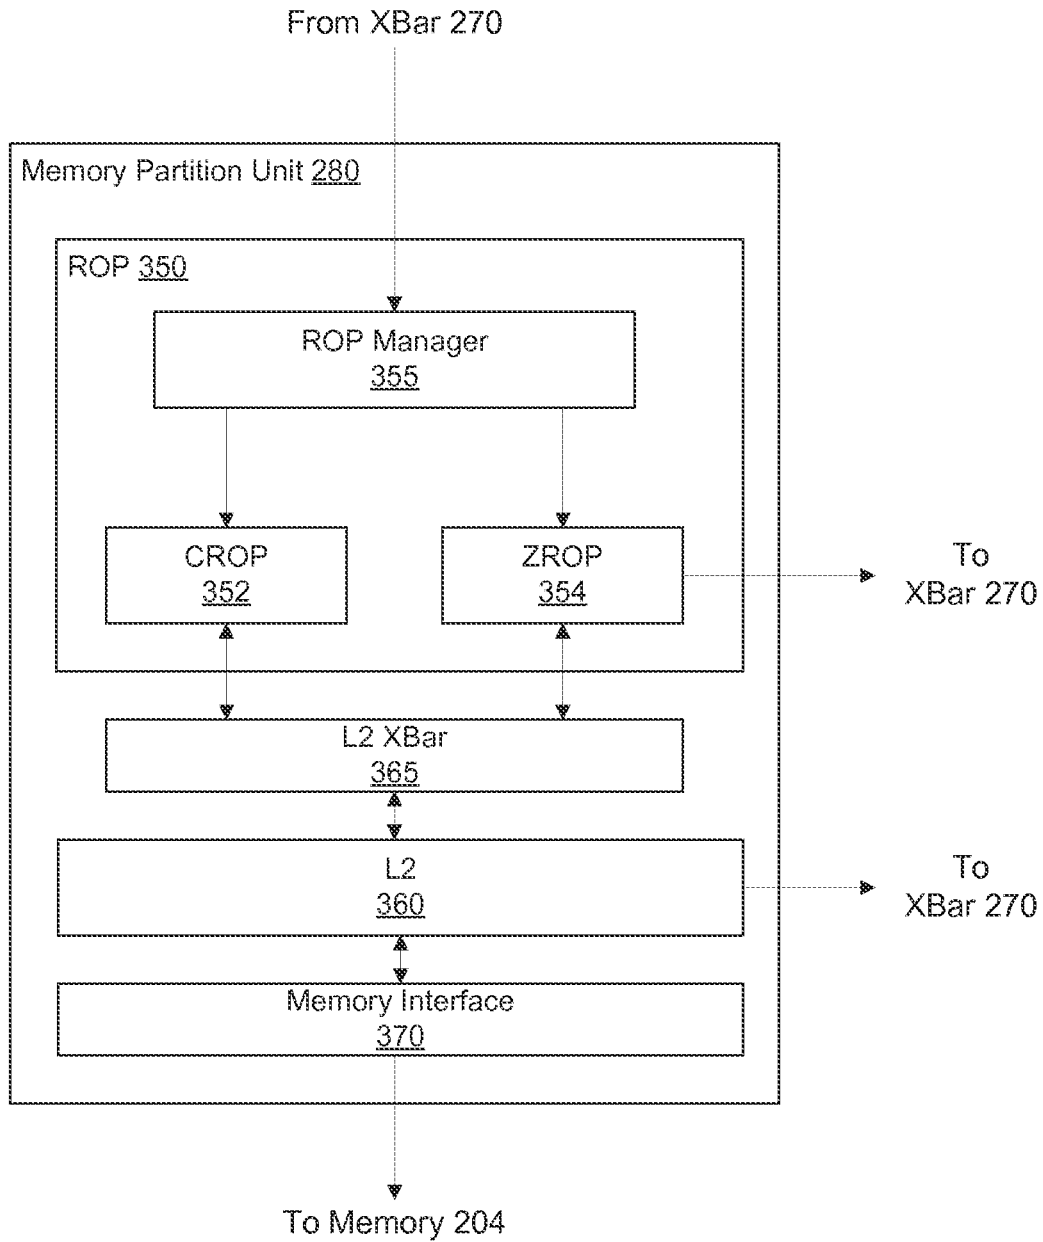 From XBar 270
Memory Partition Unit 280
ROP 350
ROP Manager
355
CROP
352
ZROP
354
To
XBar 270
L2 XBar
365
L2
360
To
XBar 270
Memory Interface
370
To Memory 204